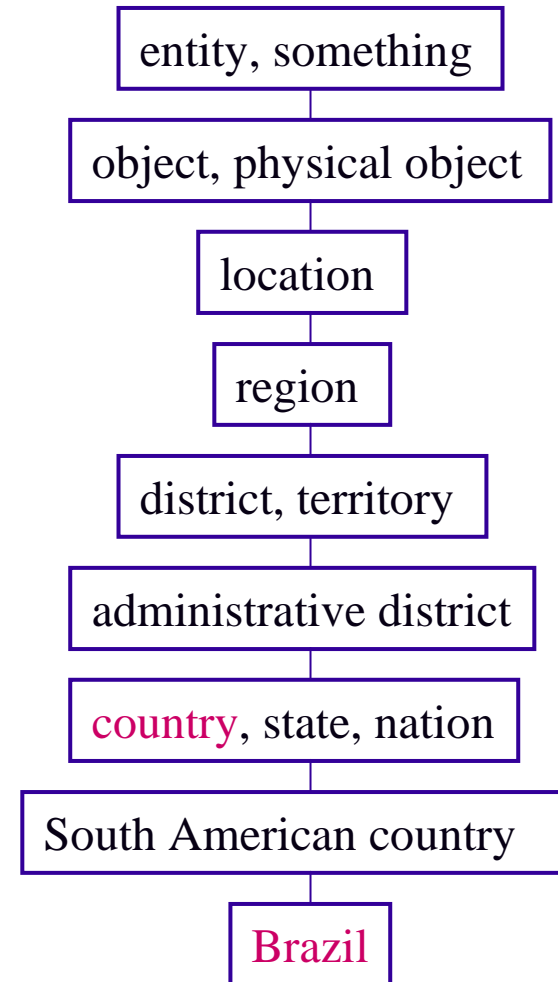 entity, something
object, physical object
location
region
district, territory
administrative district
country, state, nation
South American country
Brazil